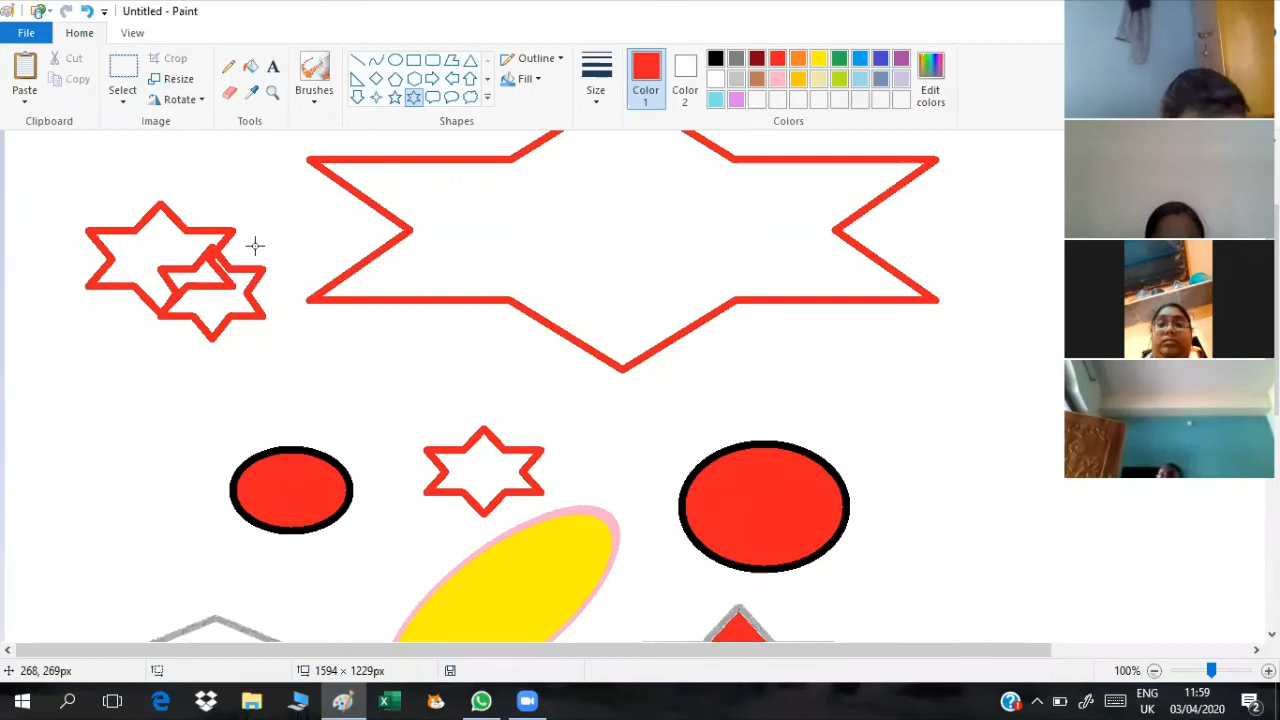 Untitled - Paint
File
Home
View
Paste
Cut
Copy
Clipboard
Select
Crop
Resize
Rotate
Image
A
Tools
Brushes
Shapes
Outline
Fill
Size
Color 1
Color 2
Edit colors
Colors
268, 269px
1594 × 1229px
100%
ENG
UK
11:59
03/04/2020
2